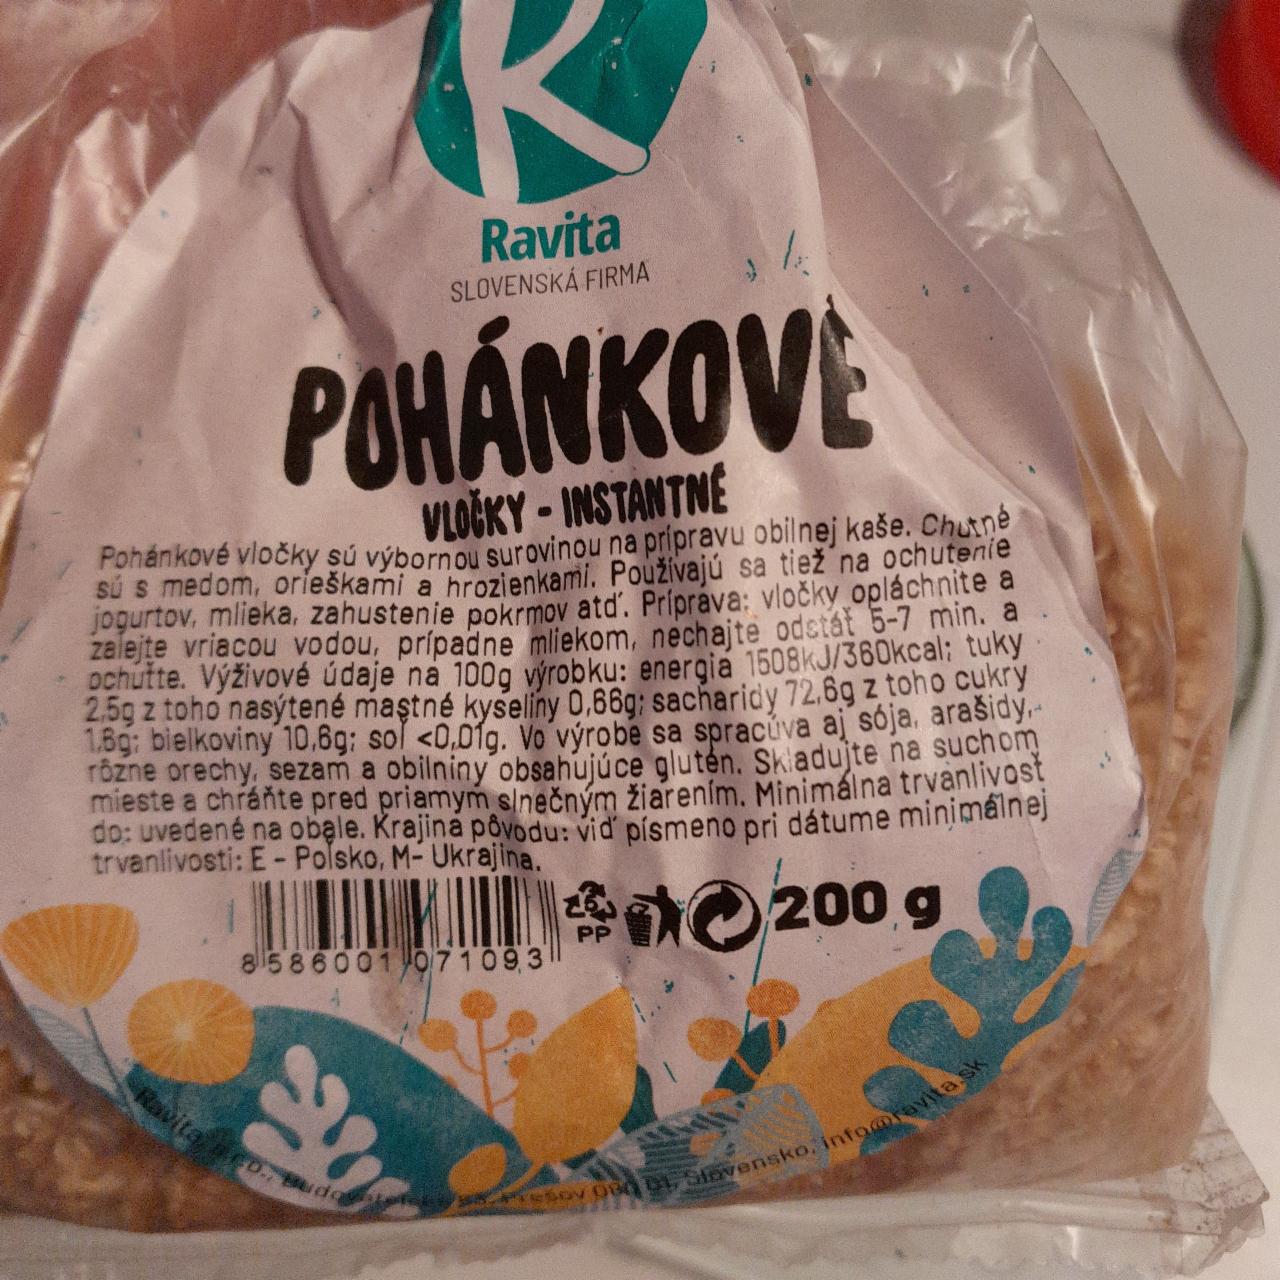 Ravita
SLOVENSKÁ FIRMA
POHÁNKOVÉ
VLOČKY - INSTANTNÉ
Pohánkové vločky sú výbornou surovinou na prípravu obilnej kaše. Chutné
sú s medom, orieškami a hrozienkami. Používajú sa tiež na ochutenie
jogurtov, mlieka, zahustenie pokrmov atď. Príprava: vločky opláchnite a
zalejte vriacou vodou, prípadne mliekom, nechajte odstáť 5-7 min. a
ochuťte. Výživové údaje na 100g výrobku: energia 1508kJ/360kcal; tuky
2,5g z toho nasýtené mastné kyseliny 0,66g; sacharidy 72,6g z toho cukry
1,6g; bielkoviny 10,6g; soľ <0,01g. Vo výrobe sa spracúva aj sója, arašidy,
rôzne orechy, sezam a obilniny obsahujúce glutén. Skladujte na suchom
mieste a chráňte pred priamym slnečným žiarením. Minimálna trvanlivosť
do: uvedené na obale. Krajina pôvodu: viď písmeno pri dátume minimálnej
trvanlivosti: E - Poľsko, M- Ukrajina.
5 PP 200 g
8 586001 071093
Ravita, Prešov Slovensko, info@ravita.sk